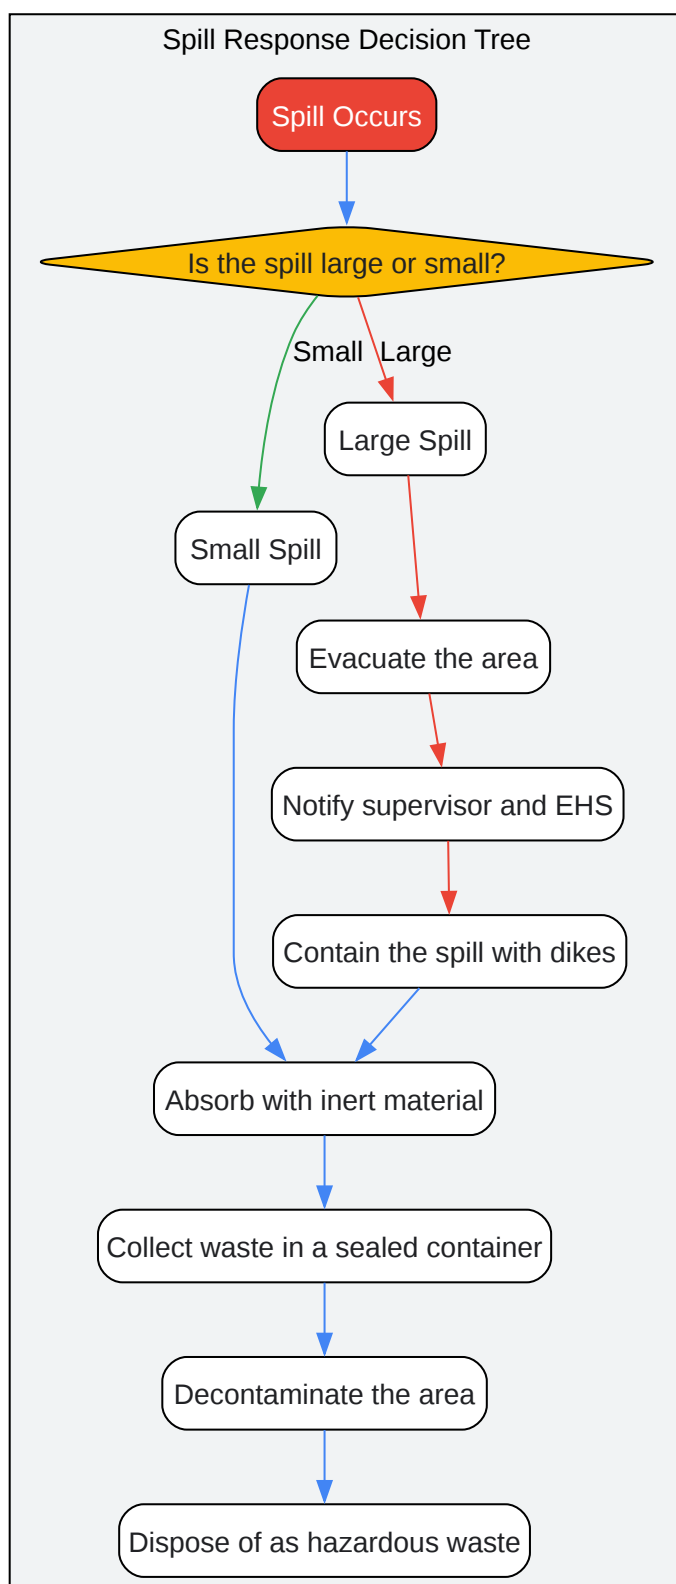 Spill Response Decision Tree
Spill Occurs
Is the spill large or small?
Small
Large
Large Spill
Small Spill
Evacuate the area
Notify supervisor and EHS
Contain the spill with dikes
Absorb with inert material
Collect waste in a sealed container
Decontaminate the area
Dispose of as hazardous waste